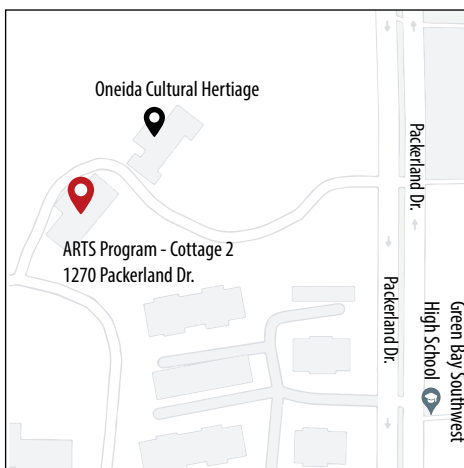 Oneida Cultural Hertiage
ARTS Program - Cottage 2
1270 Packerland Dr.
Packerland Dr.
Packerland Dr.
Green Bay Southwest
High School